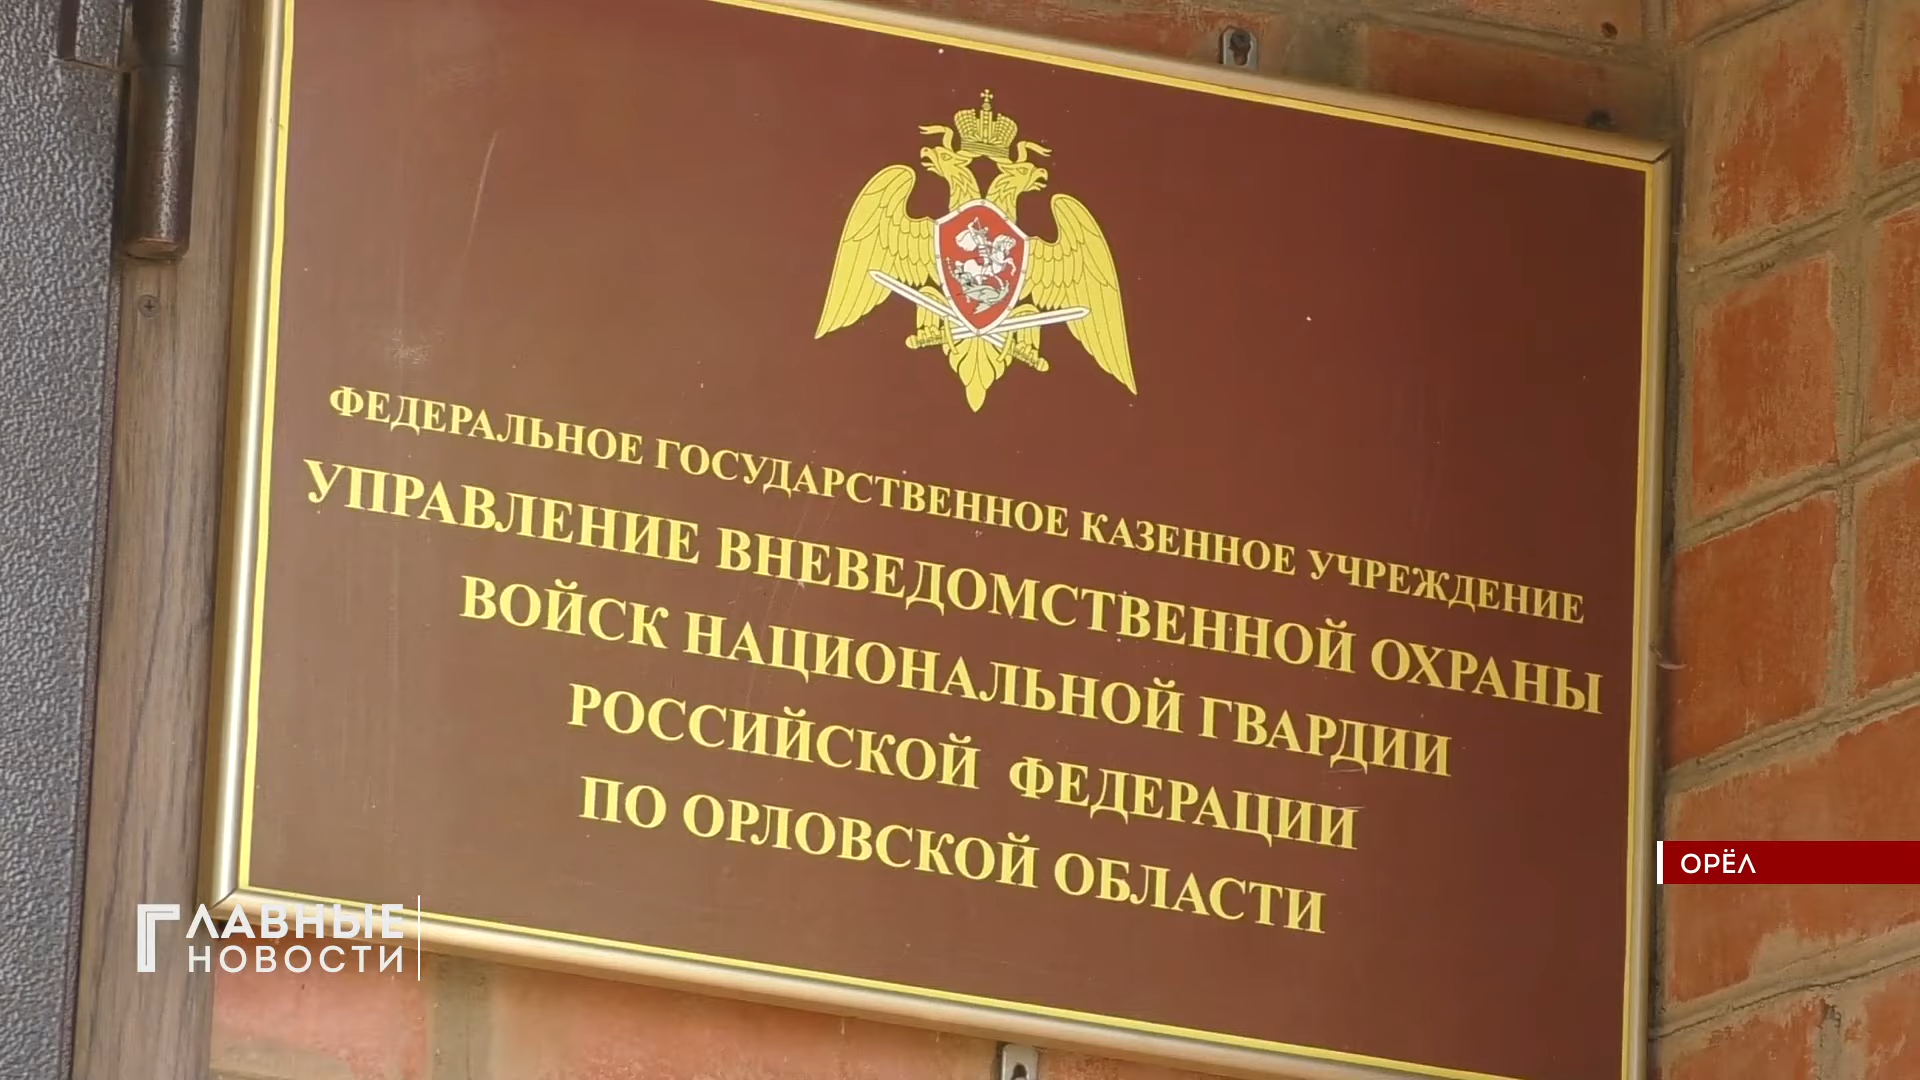 ФЕДЕРАЛЬНОЕ ГОСУДАРСТВЕННОЕ КАЗЕННОЕ УЧРЕЖДЕНИЕ
УПРАВЛЕНИЕ ВНЕВЕДОМСТВЕННОЙ ОХРАНЫ
ВОЙСК НАЦИОНАЛЬНОЙ ГВАРДИИ
РОССИЙСКОЙ ФЕДЕРАЦИИ
ПО ОРЛОВСКОЙ ОБЛАСТИ
ОРЁЛ
ГЛАВНЫЕ
НОВОСТИ